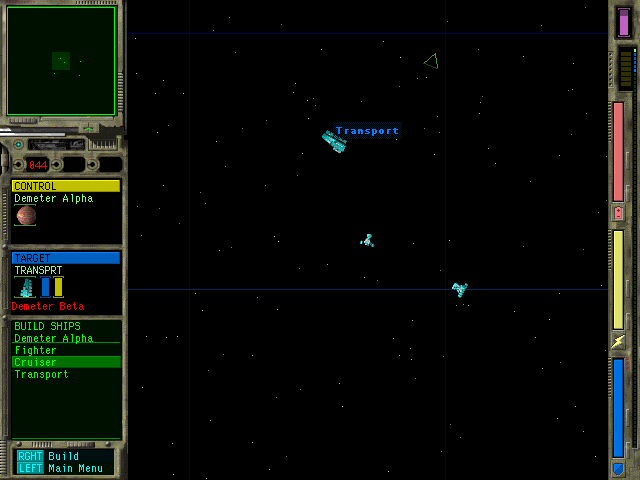 Transport
044
CONTROL
Demeter Alpha
TARGET
TRANSPRT
Demeter Beta
BUILD SHIPS
Demeter Alpha
Fighter
Cruiser
Transport
RGHT Build
LEFT Main Menu